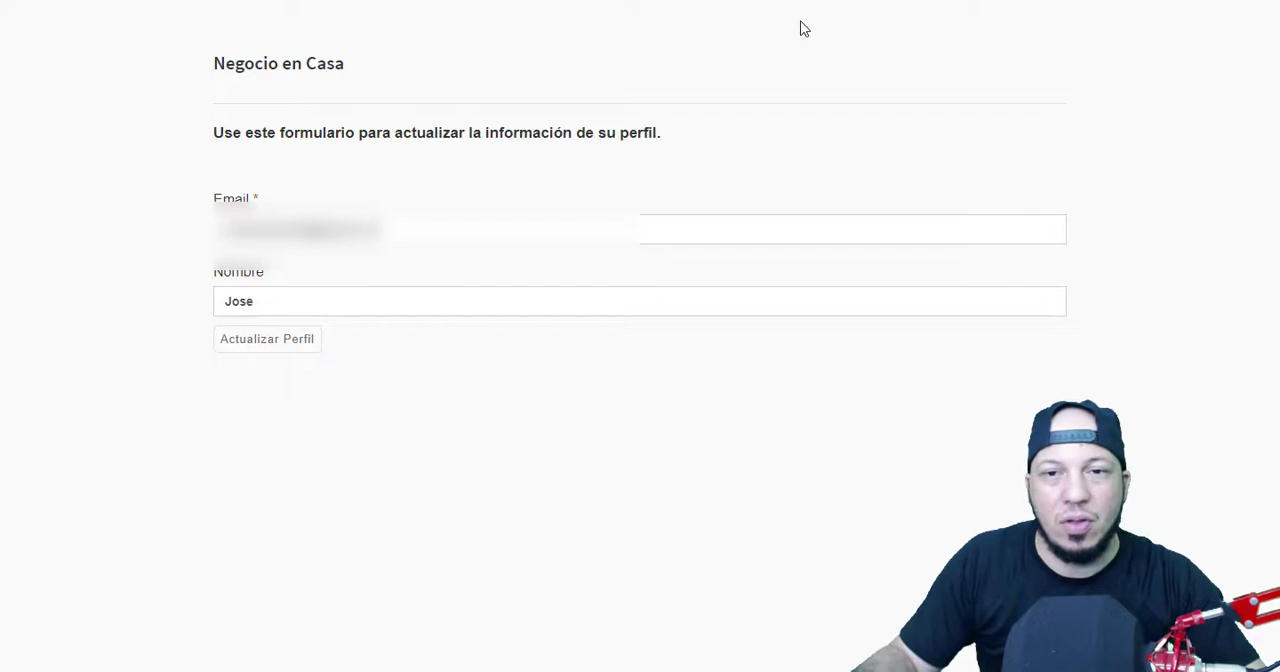 Negocio en Casa
Use este formulario para actualizar la información de su perfil.
Email *
Nombre
Jose
Actualizar Perfil